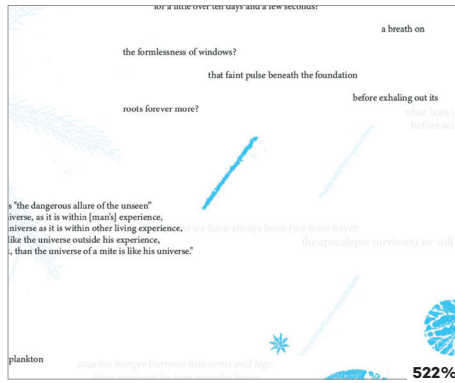 for a little over ten days and a few seconds?
a breath on
the formlessness of windows?
that faint pulse beneath the foundation
before exhaling out its
roots forever more?
what lasts
before ou
s "the dangerous allure of the unseen"
iverse, as it is within [man's] experience,
universe as it is within other living experience,
as we have always been (we were never
like the universe outside his experience,
the apocalypse survivors) we will
, than the universe of a mite is like his universe."
plankton
acarine hunger burrows into arms and legs:
522%